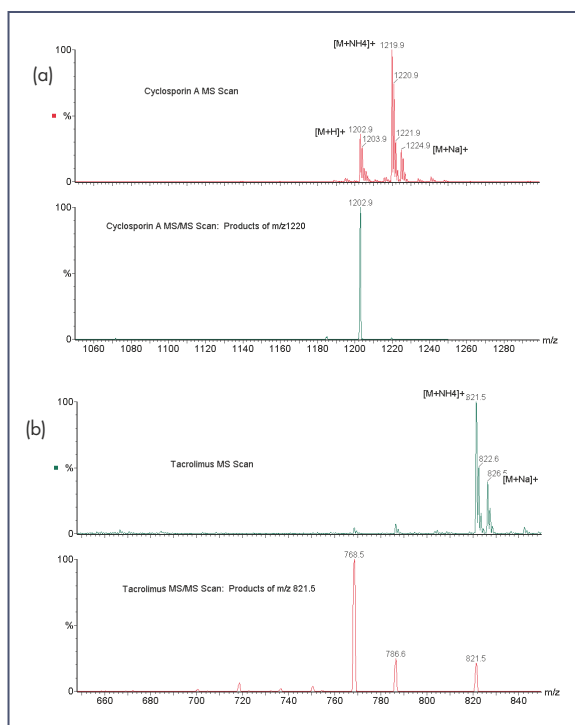 (a)
100
%
0
Cyclosporin A MS Scan
[M+NH4]+
1219.9
1220.9
[M+H]+
1202.9
1203.9
1221.9
1224.9
[M+Na]+
100
%
0
1202.9
Cyclosporin A MS/MS Scan: Products of m/z1220
1060 1080 1100 1120 1140 1160 1180 1200 1220 1240 1260 1280 m/z
(b)
100
%
0
Tacrolimus MS Scan
[M+NH4]+
821.5
822.6
826.5
[M+Na]+
100
%
0
768.5
Tacrolimus MS/MS Scan: Products of m/z 821.5
786.6
821.5
660 680 700 720 740 760 780 800 820 840 m/z